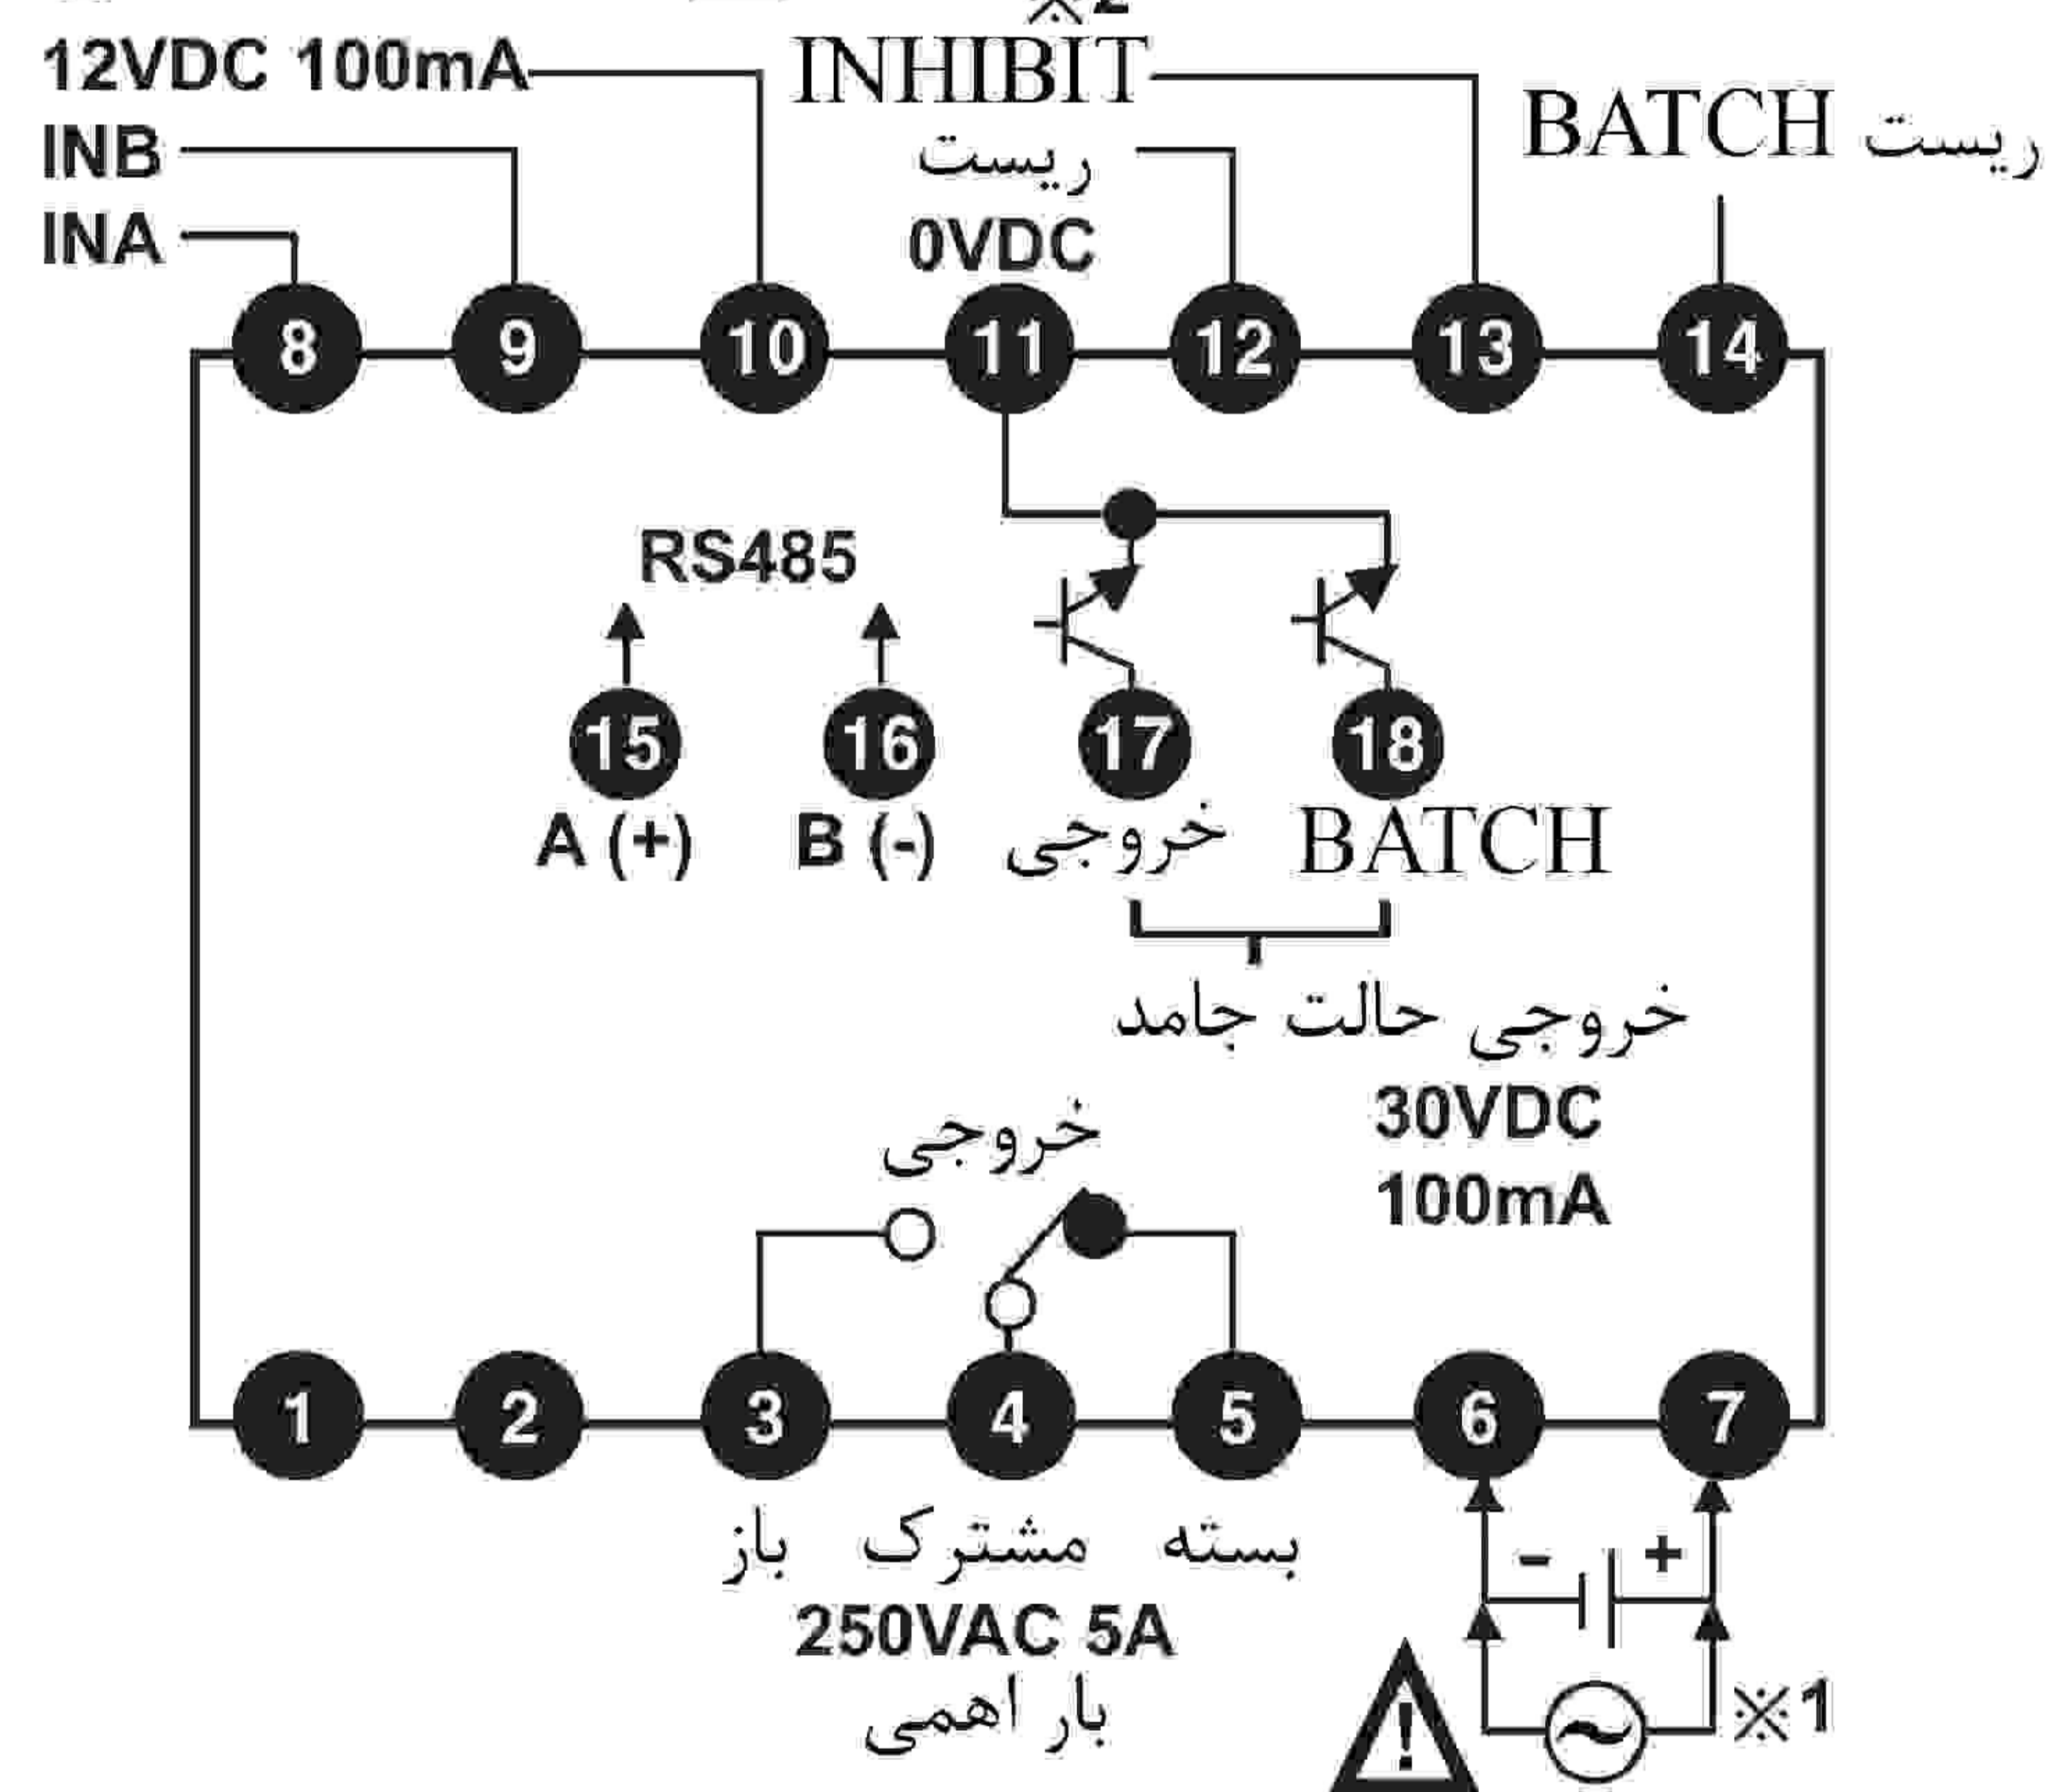 ※2
12VDC 100mA
INHIBIT
ریست BATCH
INB
ریست
INA
0VDC
8 9 10 11 12 13 14
RS485
15 16 17 18
A (+) B (-) خروجی BATCH
خروجی حالت جامد
30VDC
100mA
خروجی
1 2 3 4 5 6 7
باز مشترک بسته
- +
250VAC 5A
بار اهمی
!
※1